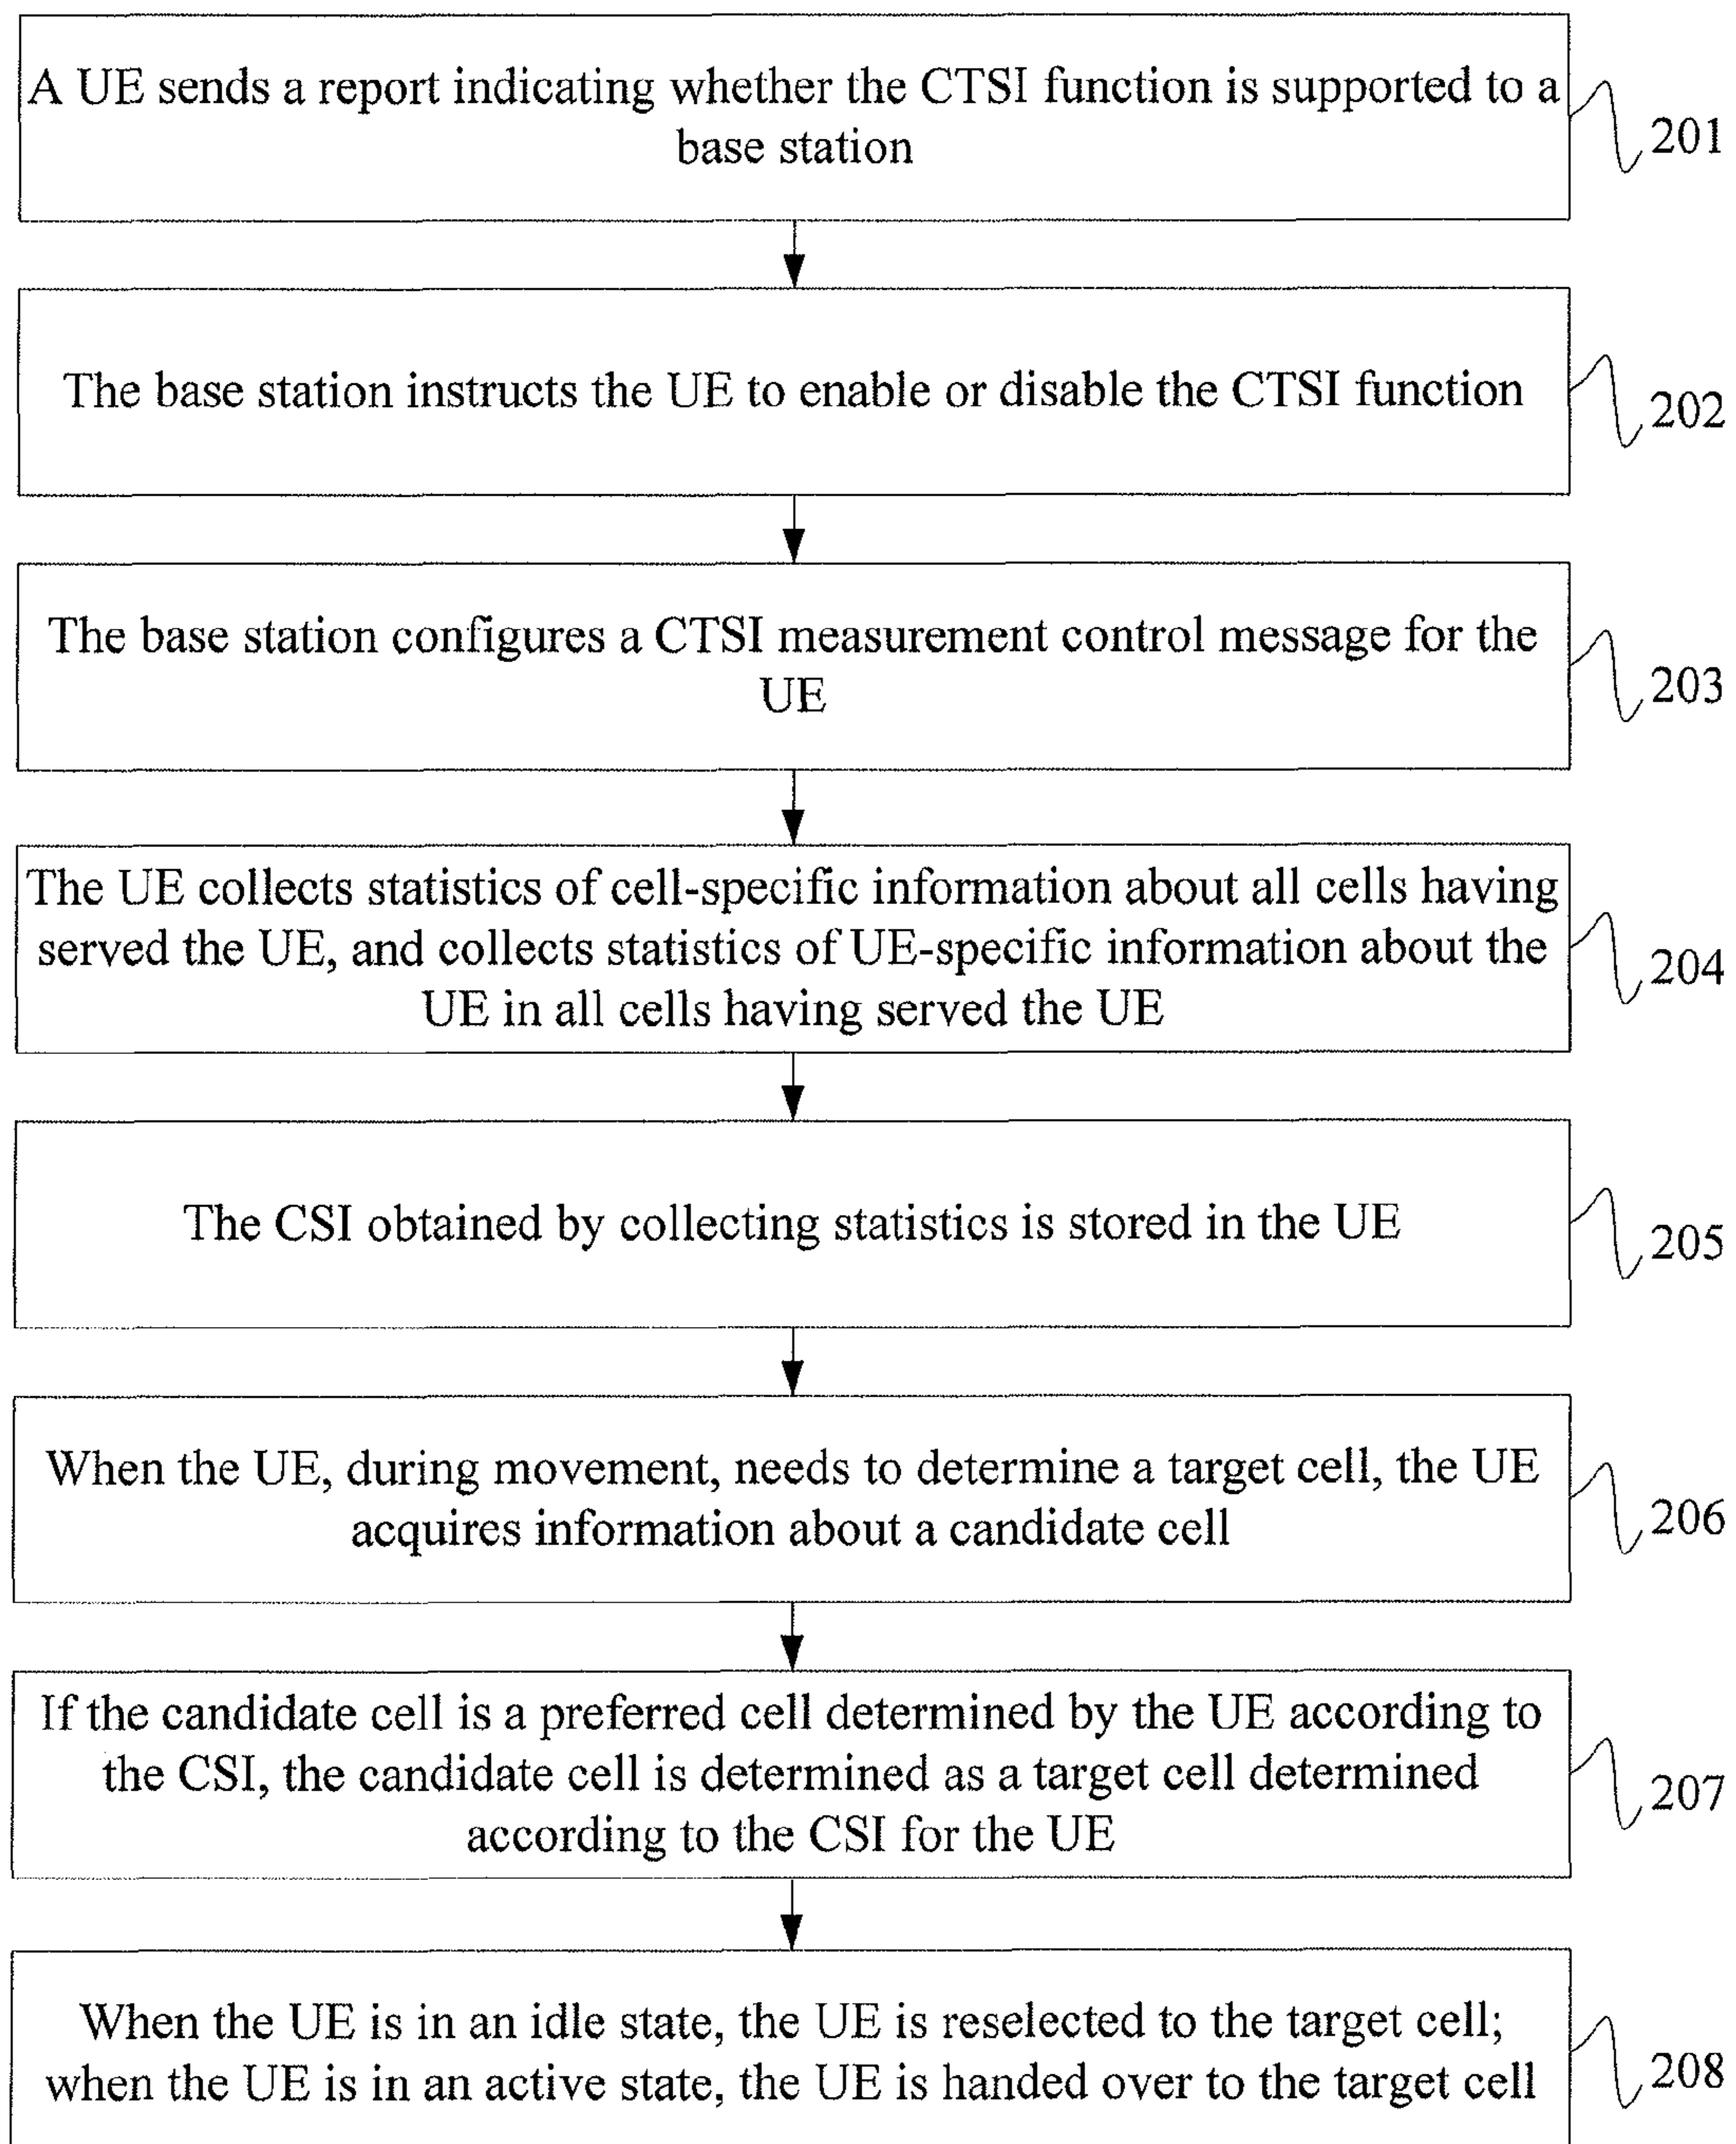 A UE sends a report indicating whether the CTSI function is supported to a
base station
201
The base station instructs the UE to enable or disable the CTSI function
202
The base station configures a CTSI measurement control message for the
UE
203
The UE collects statistics of cell-specific information about all cells having
served the UE, and collects statistics of UE-specific information about the
UE in all cells having served the UE
204
The CSI obtained by collecting statistics is stored in the UE
205
When the UE, during movement, needs to determine a target cell, the UE
acquires information about a candidate cell
206
If the candidate cell is a preferred cell determined by the UE according to
the CSI, the candidate cell is determined as a target cell determined
according to the CSI for the UE
207
When the UE is in an idle state, the UE is reselected to the target cell;
when the UE is in an active state, the UE is handed over to the target cell
208